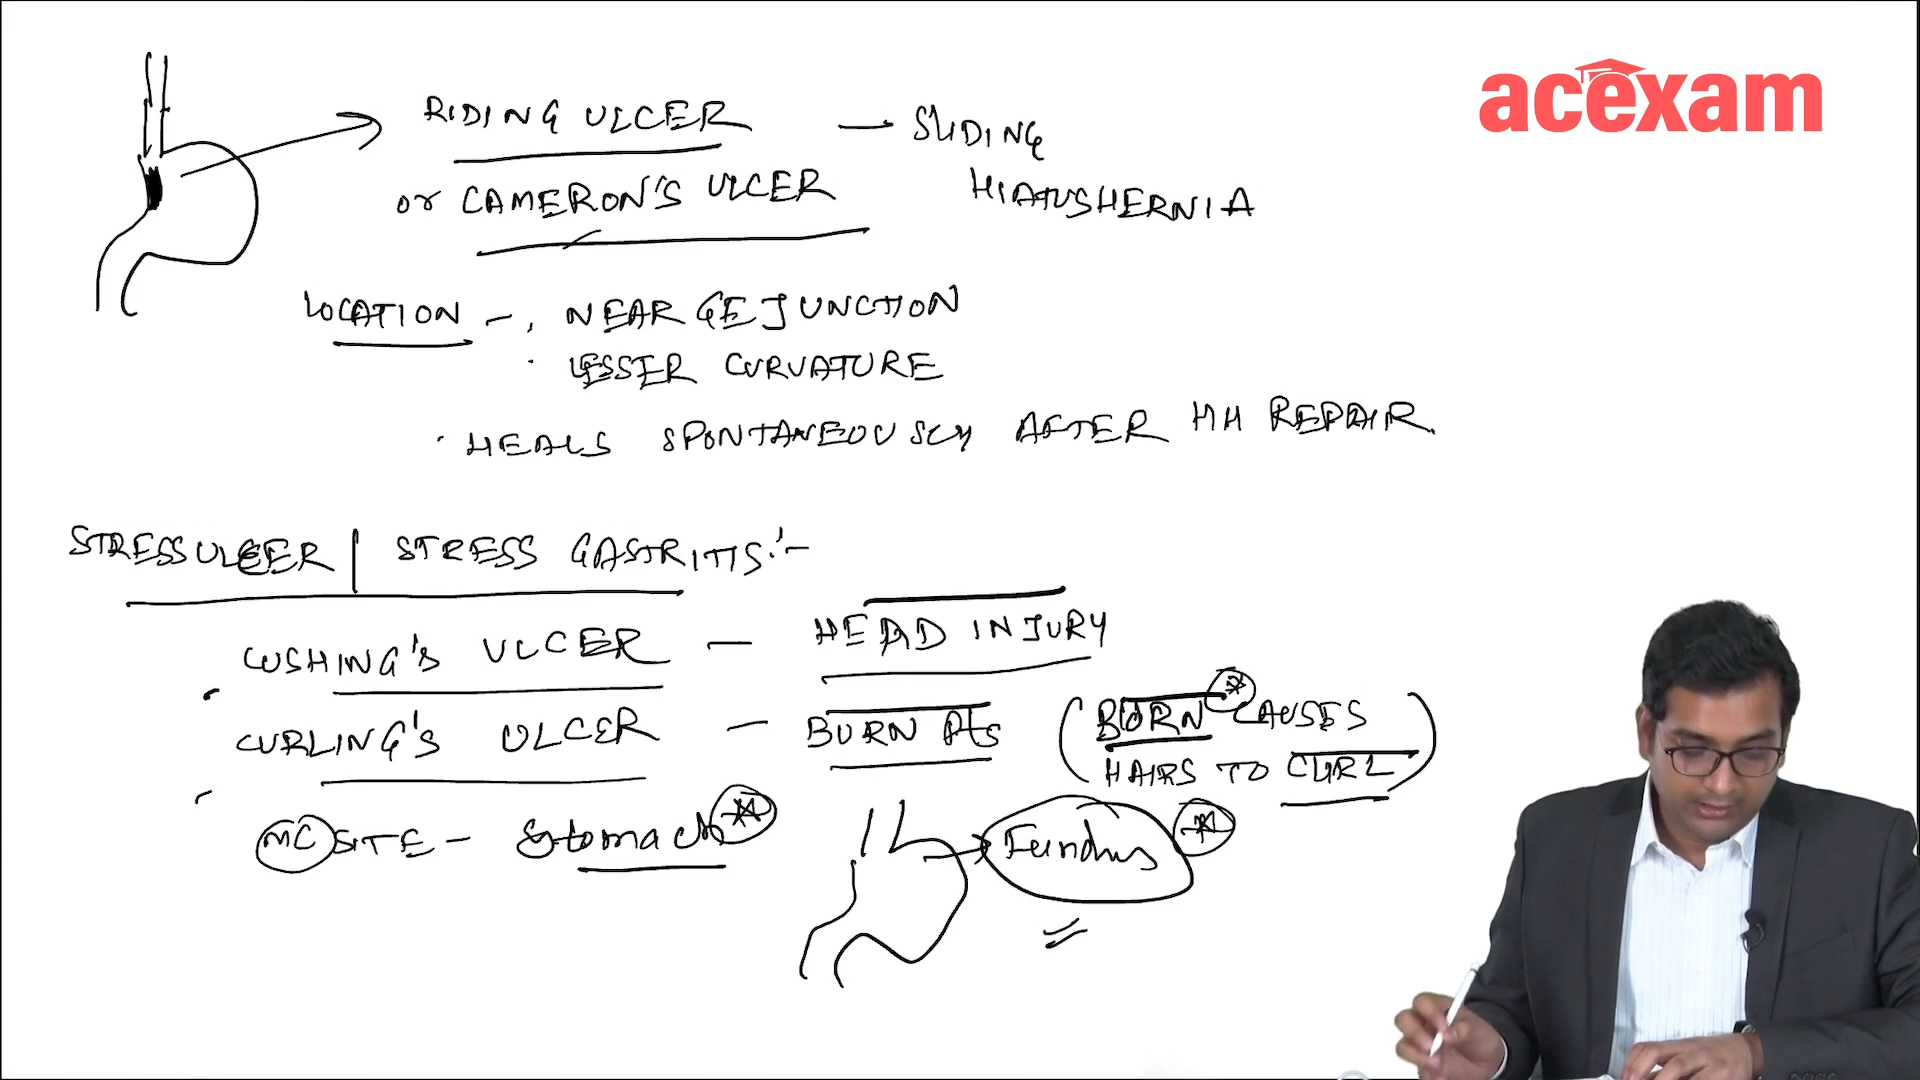 acexam
RIDING ULCER — SLIDING
HIATUSHERNIA
or CAMERON'S ULCER
LOCATION - . NEAR GE JUNCTION
. LESSER CURVATURE
. HEALS SPONTANEOUSLY AFTER HH REPAIR.
STRESS ULCER | STRESS GASTRITIS:-
. CUSHING'S ULCER — HEAD INJURY
CURLING'S ULCER — BURN Pts (BURN* CAUSES
HAIRS TO CURL)
MC SITE - Stomach*
Fundus *